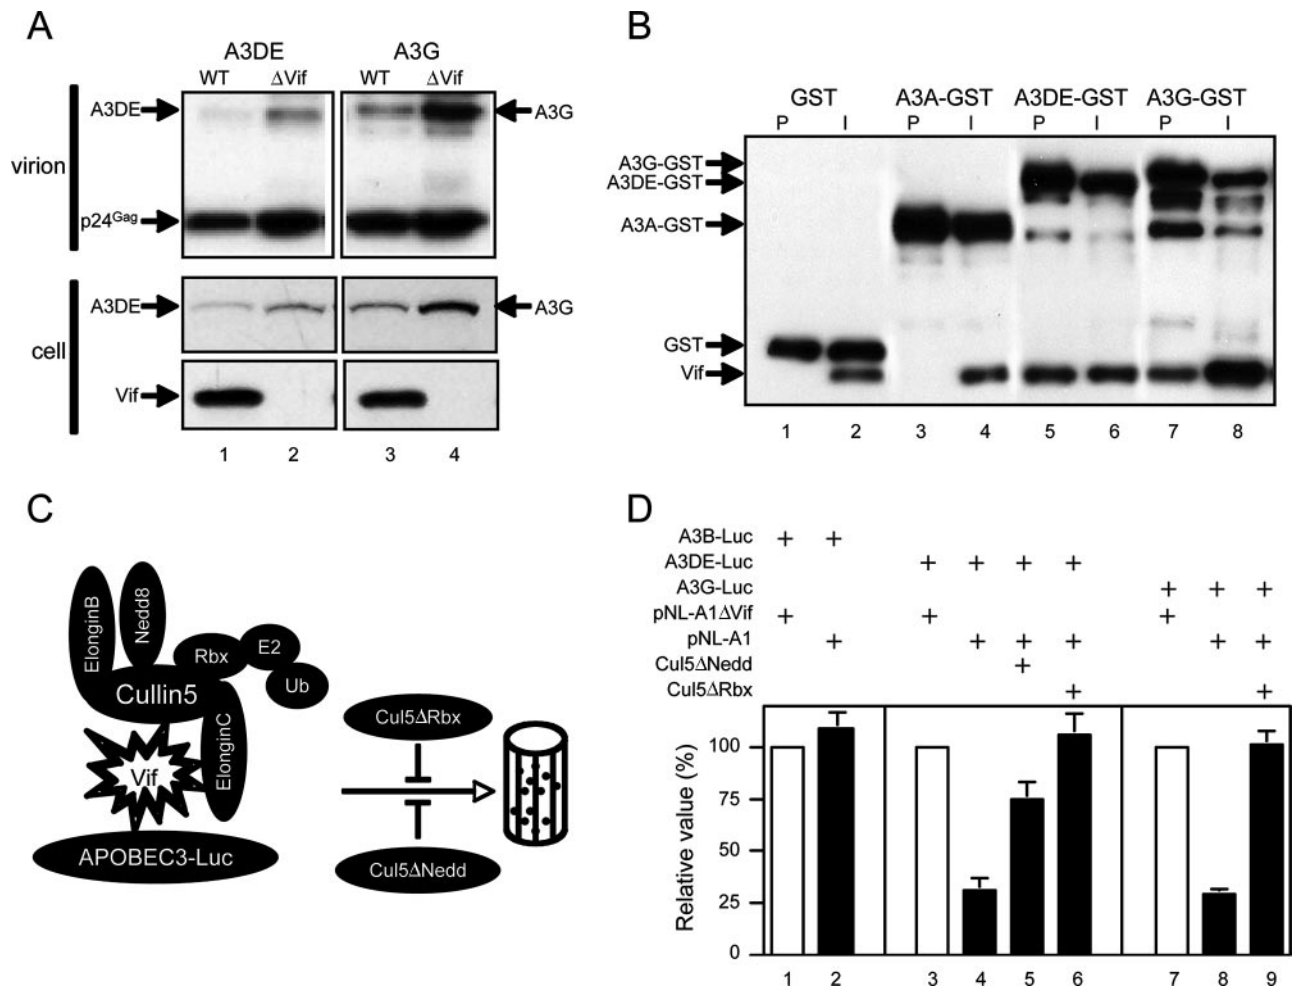 A
A3DE A3G
WT ΔVif WT ΔVif
A3DE A3G
virion
p24Gag
A3DE A3G
cell
Vif
1 2 3 4
B
GST A3A-GST A3DE-GST A3G-GST
P I P I P I P I
A3G-GST
A3DE-GST
A3A-GST
GST
Vif
1 2 3 4 5 6 7 8
C
ElonginB
Nedd8
Rbx
E2
Ub
Cullin5
ElonginC
Vif
APOBEC3-Luc
Cul5ΔRbx
Cul5ΔNedd
D
A3B-Luc + +
A3DE-Luc + + + +
A3G-Luc + + +
pNL-A1ΔVif + + +
pNL-A1 + + + + + +
Cul5ΔNedd +
Cul5ΔRbx + +
Relative value (%)
100
75
50
25
0
1 2 3 4 5 6 7 8 9